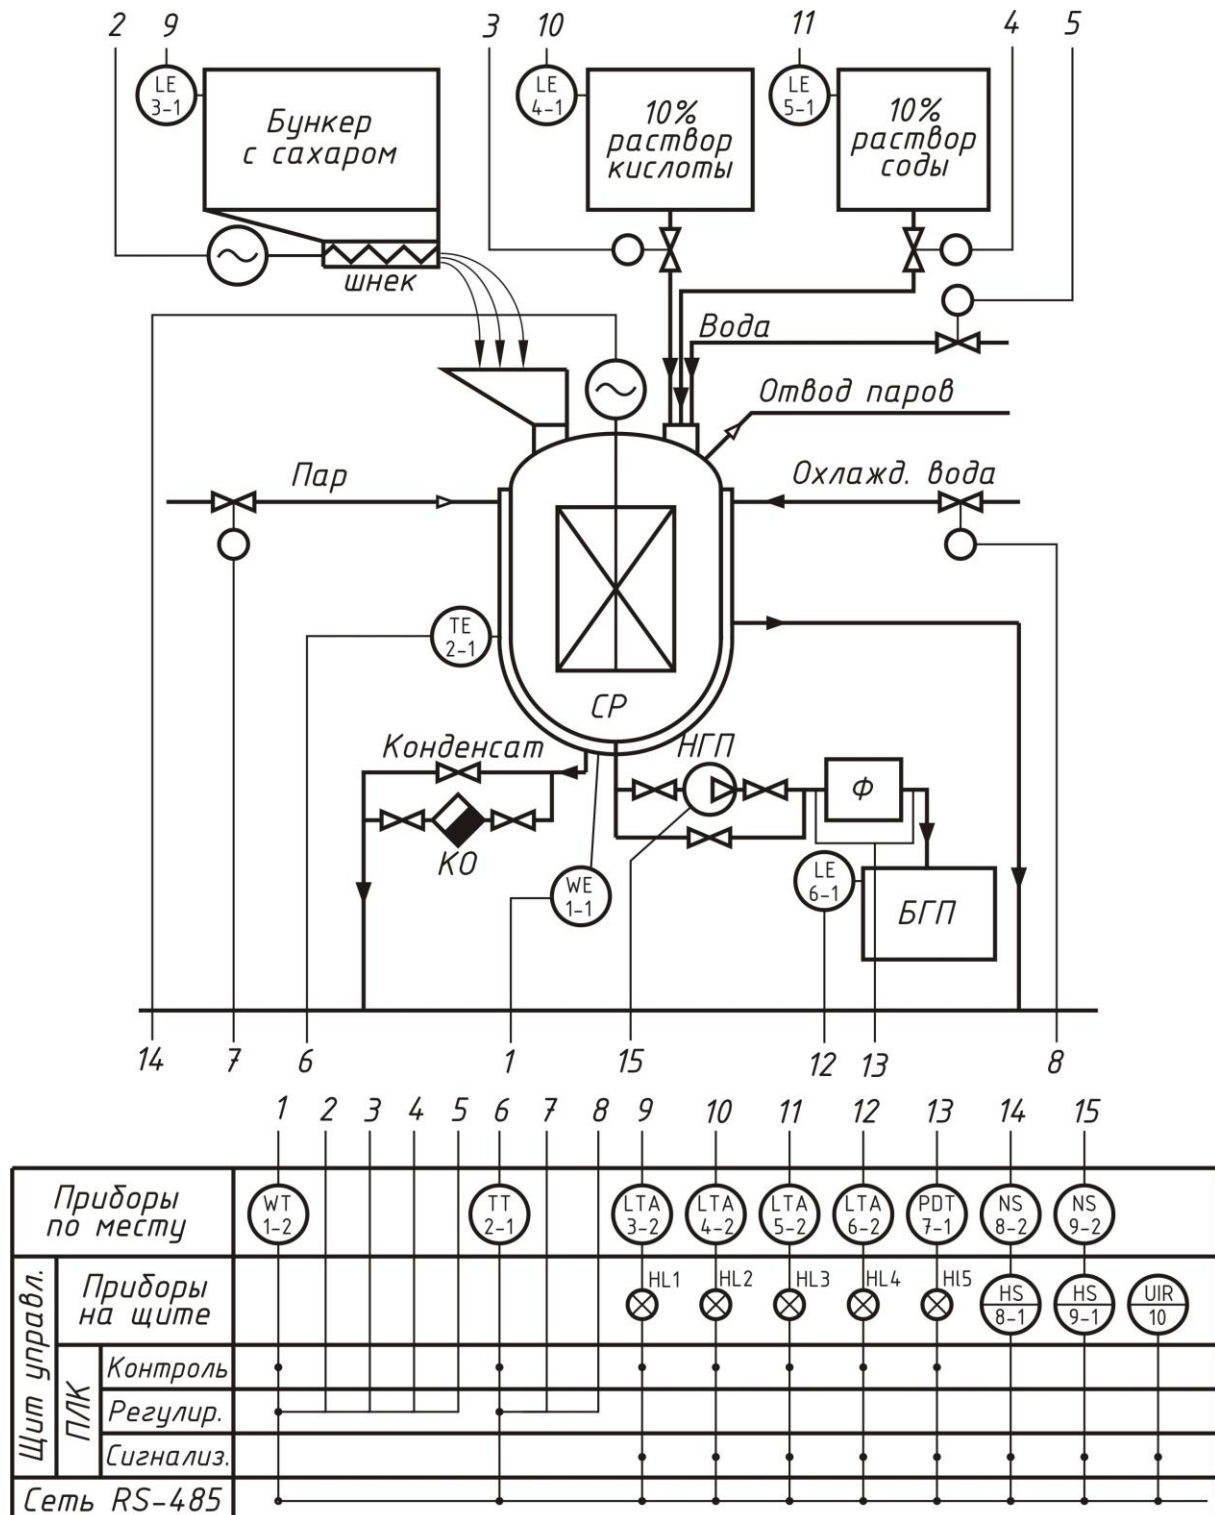 2 9 3 10 11 4 5
LE
3-1
Бункер
с сахаром
LE
4-1
10%
раствор
кислоты
LE
5-1
10%
раствор
соды
шнек
Вода
Отвод паров
Пар
Охлажд. вода
TE
2-1
СР
Конденсат
НГП
Ф
КО
WE
1-1
LE
6-1
БГП
14 7 6 1 15 12 13 8
1 2 3 4 5 6 7 8 9 10 11 12 13 14 15
Приборы
по месту
WT
1-2
TT
2-1
LTA
3-2
LTA
4-2
LTA
5-2
LTA
6-2
PDT
7-1
NS
8-2
NS
9-2
Щит управл.
Приборы
на щите
HL1
HL2
HL3
HL4
Hl5
HS
8-1
HS
9-1
UIR
10
ПЛК
Контроль
Регулир.
Сигнализ.
Сеть RS-485